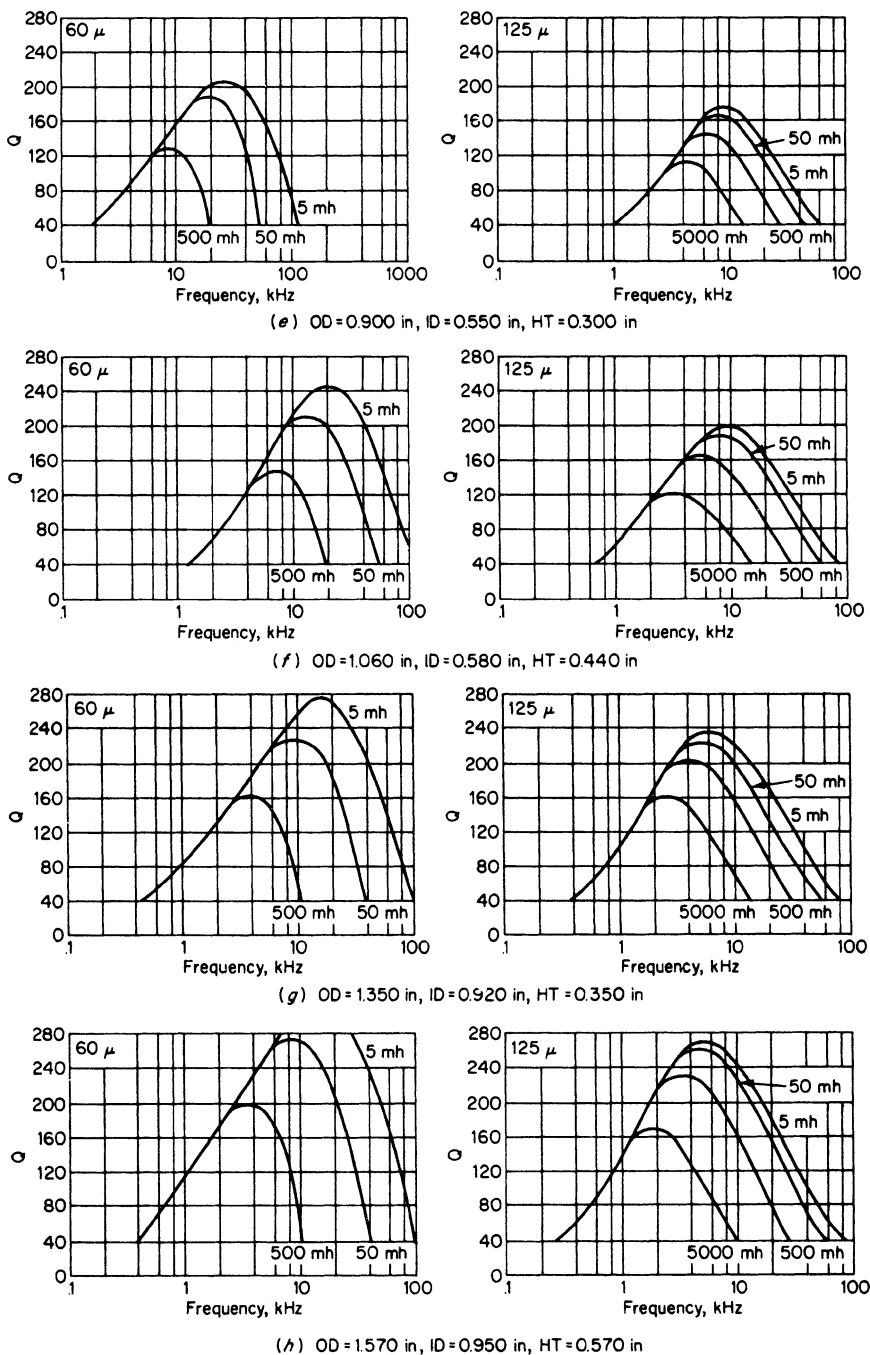 60 μ
125 μ
280
240
200
160
120
80
40
0
Q
5 mh
500 mh 50 mh
1 10 100 1000
Frequency, kHz
280
240
200
160
120
80
40
0
Q
50 mh
5 mh
5000 mh 500 mh
.1 1 10 100
Frequency, kHz
(e) OD=0.900 in, ID=0.550 in, HT=0.300 in
60 μ
125 μ
280
240
200
160
120
80
40
0
Q
5 mh
500 mh 50 mh
.1 1 10 100
Frequency, kHz
280
240
200
160
120
80
40
0
Q
50 mh
5 mh
5000 mh 500 mh
.1 1 10 100
Frequency, kHz
(f) OD=1.060 in, ID=0.580 in, HT=0.440 in
60 μ
125 μ
280
240
200
160
120
80
40
0
Q
5 mh
500 mh 50 mh
.1 1 10 100
Frequency, kHz
280
240
200
160
120
80
40
0
Q
50 mh
5 mh
5000 mh 500 mh
.1 1 10 100
Frequency, kHz
(g) OD=1.350 in, ID=0.920 in, HT=0.350 in
60 μ
125 μ
280
240
200
160
120
80
40
0
Q
5 mh
500 mh 50 mh
.1 1 10 100
Frequency, kHz
280
240
200
160
120
80
40
0
Q
50 mh
5 mh
5000 mh 500 mh
.1 1 10 100
Frequency, kHz
(h) OD=1.570 in, ID=0.950 in, HT=0.570 in